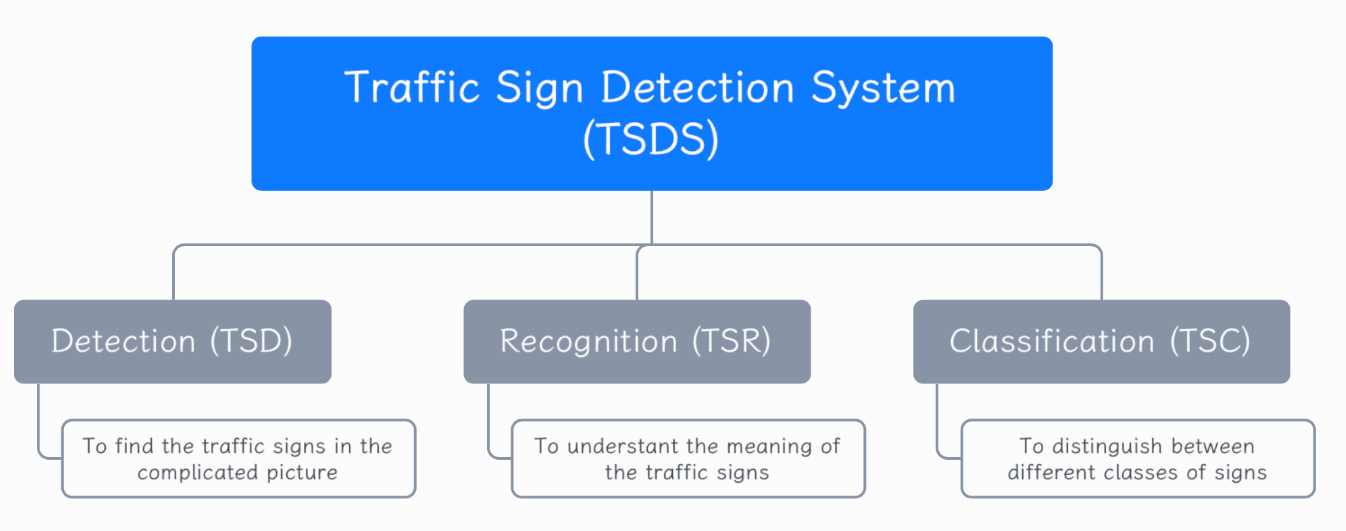 Traffic Sign Detection System
(TSDS)
Detection (TSD)
To find the traffic signs in the
complicated picture
Recognition (TSR)
To understant the meaning of
the traffic signs
Classification (TSC)
To distinguish between
different classes of signs